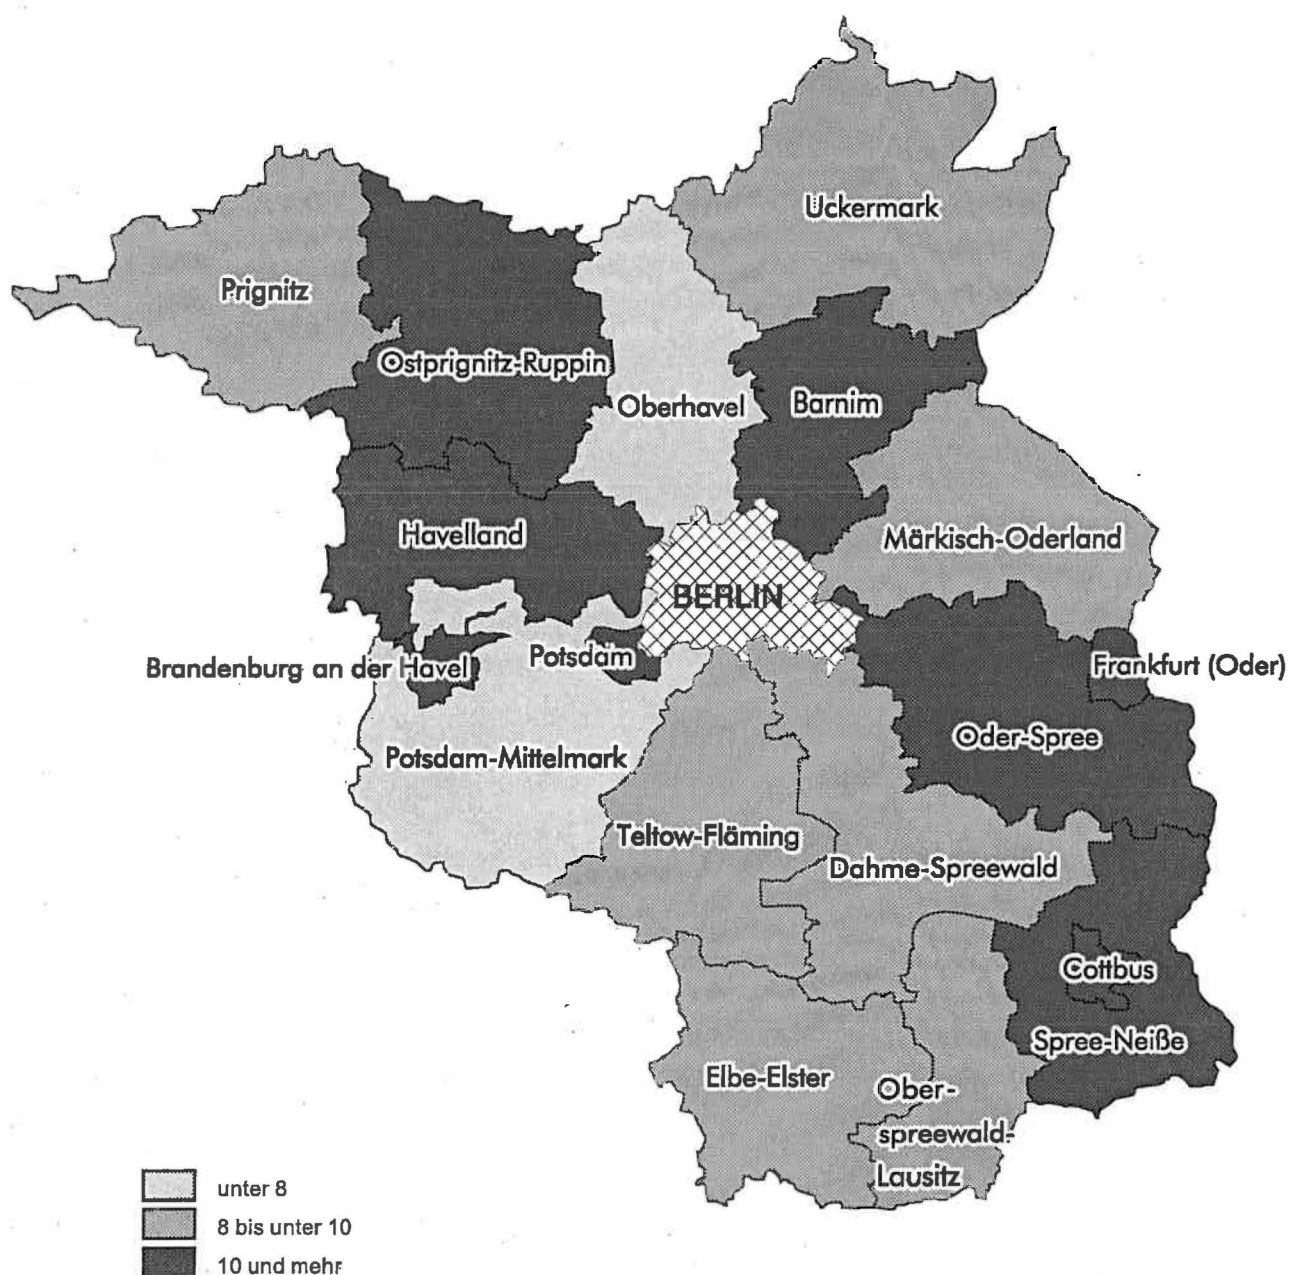 Uckermark
Prignitz
Ostprignitz-Ruppin
Oberhavel
Barnim
Havelland
Märkisch-Oderland
BERLIN
Brandenburg an der Havel
Potsdam
Frankfurt (Oder)
Oder-Spree
Potsdam-Mittelmark
Teltow-Fläming
Dahme-Spreewald
Cottbus
Spree-Neiße
Elbe-Elster
Ober-
spreewald-
Lausitz
unter 8
8 bis unter 10
10 und mehr